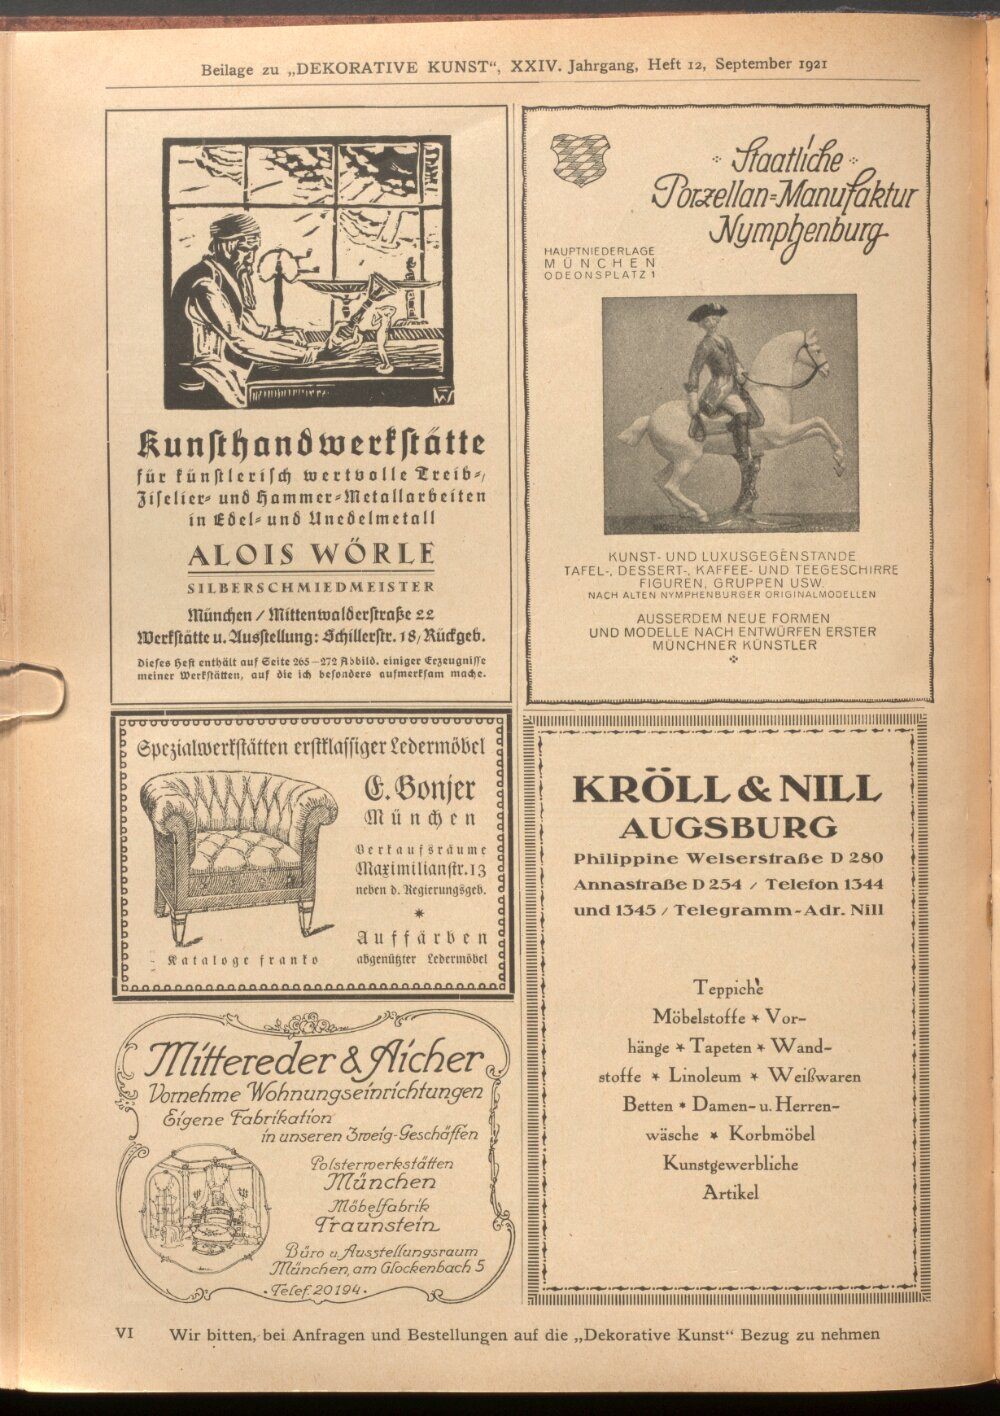 Beilage zu „DEKORATIVE KUNST“, XXIV. Jahrgang, Heft 12, September 1921
Kunsthandwerkstätte
für künstlerisch wertvolle Treib-,
Ziselier- und Hammer-Metallarbeiten
in Edel- und Unedelmetall
ALOIS WÖRLE
SILBERSCHMIEDMEISTER
München / Mittenwalderstraße 22
Werkstätte u. Ausstellung: Schillerstr. 18, Rückgeb.
Dieses Heft enthält auf Seite 265–272 Abbild. einiger Erzeugnisse
meiner Werkstätten, auf die ich besonders aufmerksam mache.
Staatliche
Porzellan-Manufaktur
Nymphenburg
HAUPTNIEDERLAGE
MÜNCHEN
ODEONSPLATZ 1
KUNST- UND LUXUSGEGENSTÄNDE
TAFEL-, DESSERT-, KAFFEE- UND TEEGESCHIRRE
FIGUREN, GRUPPEN USW.
NACH ALTEN NYMPHENBURGER ORIGINALMODELLEN
AUSSERDEM NEUE FORMEN
UND MODELLE NACH ENTWÜRFEN ERSTER
MÜNCHNER KÜNSTLER
Spezialwerkstätten erstklassiger Ledermöbel
E. Bonjer
München
Verkaufsräume
Maximilianstr. 13
neben d. Regierungsgeb.
*
Auffärben
abgenützter Ledermöbel
Kataloge franko
KRÖLL & NILL
AUGSBURG
Philippine Welserstraße D 280
Annastraße D 254 / Telefon 1344
und 1345 / Telegramm-Adr. Nill
Teppiche
Möbelstoffe * Vor-
hänge * Tapeten * Wand-
stoffe * Linoleum * Weißwaren
Betten * Damen- u. Herren-
wäsche * Korbmöbel
Kunstgewerbliche
Artikel
Mittereder & Aicher
Vornehme Wohnungseinrichtungen
Eigene Fabrikation
in unseren Zweig-Geschäften
Polsterwerkstätten
München
Möbelfabrik
Traunstein
Büro u. Ausstellungsraum
München, am Glockenbach 5
Telef. 20194.
VI Wir bitten, bei Anfragen und Bestellungen auf die „Dekorative Kunst“ Bezug zu nehmen